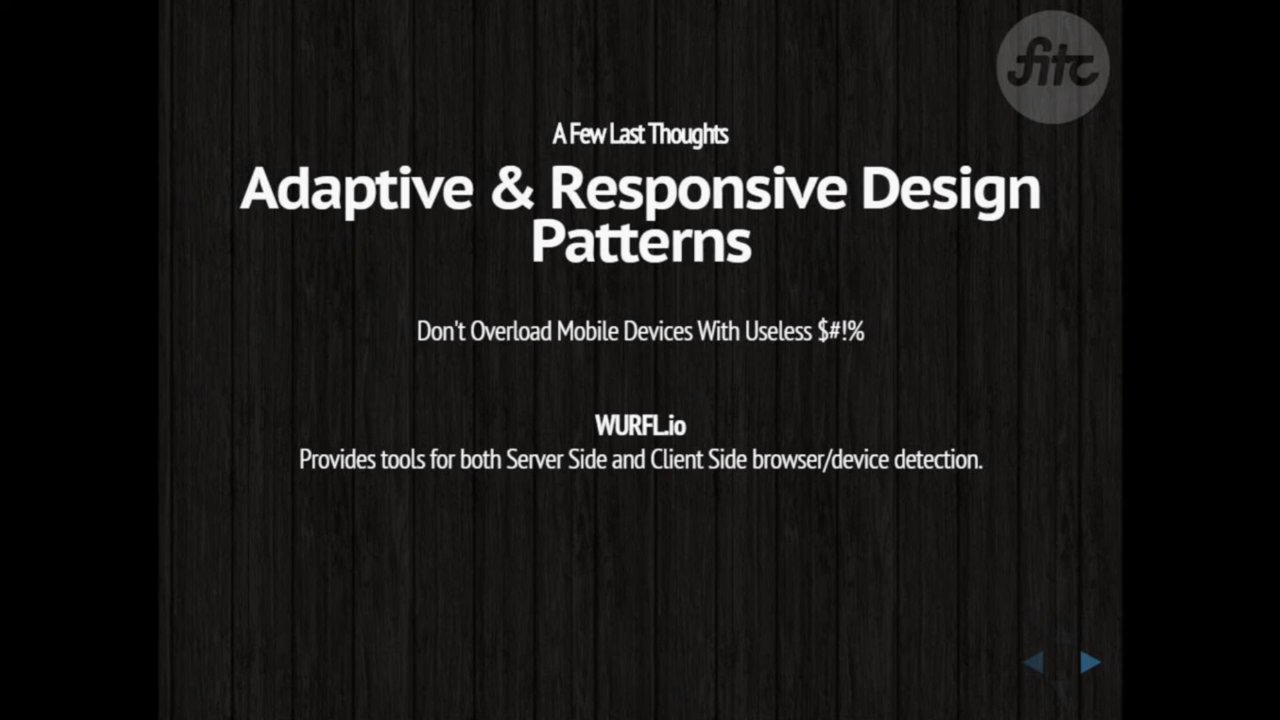 fitc
A Few Last Thoughts
Adaptive & Responsive Design
Patterns
Don't Overload Mobile Devices With Useless $#!%
WURFL.io
Provides tools for both Server Side and Client Side browser/device detection.